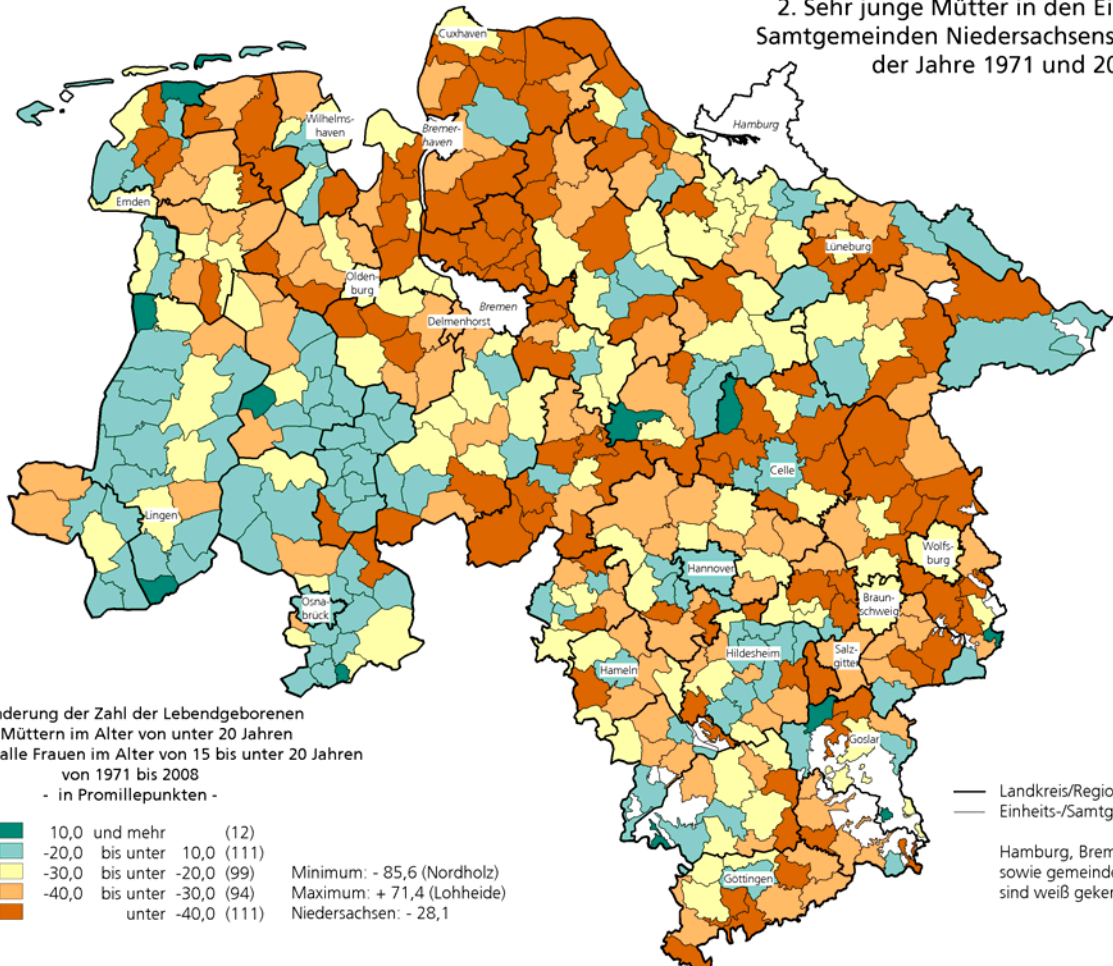 2. Sehr junge Mütter in den Ei
Samtgemeinden Niedersachsens
der Jahre 1971 und 20
Cuxhaven
Hamburg
Wilhelms-
haven
Bremer-
haven
Emden
Lüneburg
Olden-
burg
Bremen
Delmenhorst
Celle
Lingen
Wolfs-
burg
Hannover
Braun-
schweig
Osna-
brück
Hildesheim
Salz-
gitter
Hameln
Goslar
Göttingen
nderung der Zahl der Lebendgeborenen
Müttern im Alter von unter 20 Jahren
alle Frauen im Alter von 15 bis unter 20 Jahren
von 1971 bis 2008
- in Promillepunkten -
10,0 und mehr (12)
-20,0 bis unter 10,0 (111)
-30,0 bis unter -20,0 (99) Minimum: - 85,6 (Nordholz)
-40,0 bis unter -30,0 (94) Maximum: + 71,4 (Lohheide)
unter -40,0 (111) Niedersachsen: - 28,1
Landkreis/Regio
Einheits-/Samtg
Hamburg, Brem
sowie gemeinde
sind weiß geken